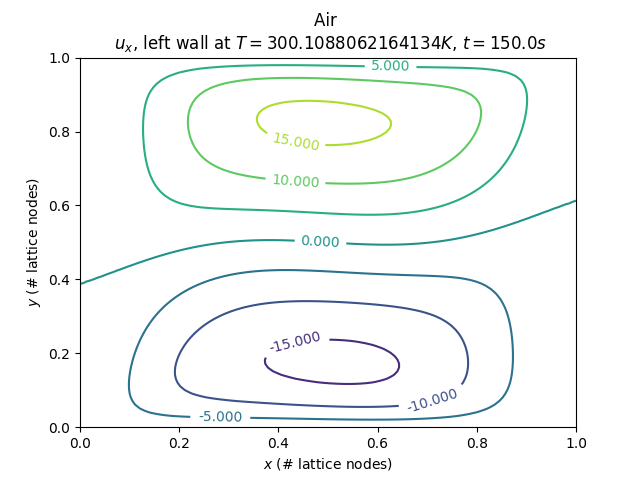 Air
u_x, left wall at T = 300.1088062164134K, t = 150.0s
1.0
0.8
0.6
0.4
0.2
0.0
y (# lattice nodes)
5.000
15.000
10.000
0.000
-15.000
-10.000
-5.000
0.0 0.2 0.4 0.6 0.8 1.0
x (# lattice nodes)